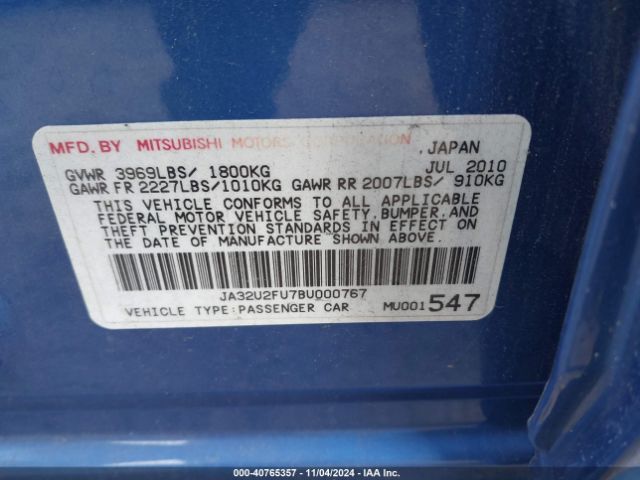 MFD. BY MITSUBISHI MOTORS CORPORATION , JAPAN
GVWR 3969LBS/ 1800KG JUL 2010
GAWR FR 2227LBS/1010KG GAWR RR 2007LBS/ 910KG
THIS VEHICLE CONFORMS TO ALL APPLICABLE
FEDERAL MOTOR VEHICLE SAFETY, BUMPER, AND
THEFT PREVENTION STANDARDS IN EFFECT ON
THE DATE OF MANUFACTURE SHOWN ABOVE.
JA32U2FU7BU000767
VEHICLE TYPE:PASSENGER CAR MU001547
000-40765357 - 11/04/2024 - IAA Inc.